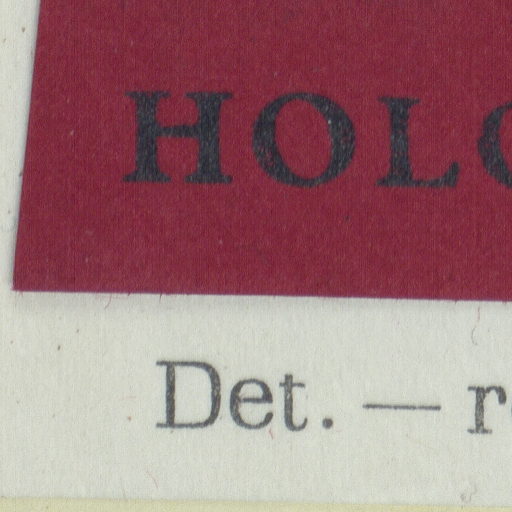 HOLO
Det. — r